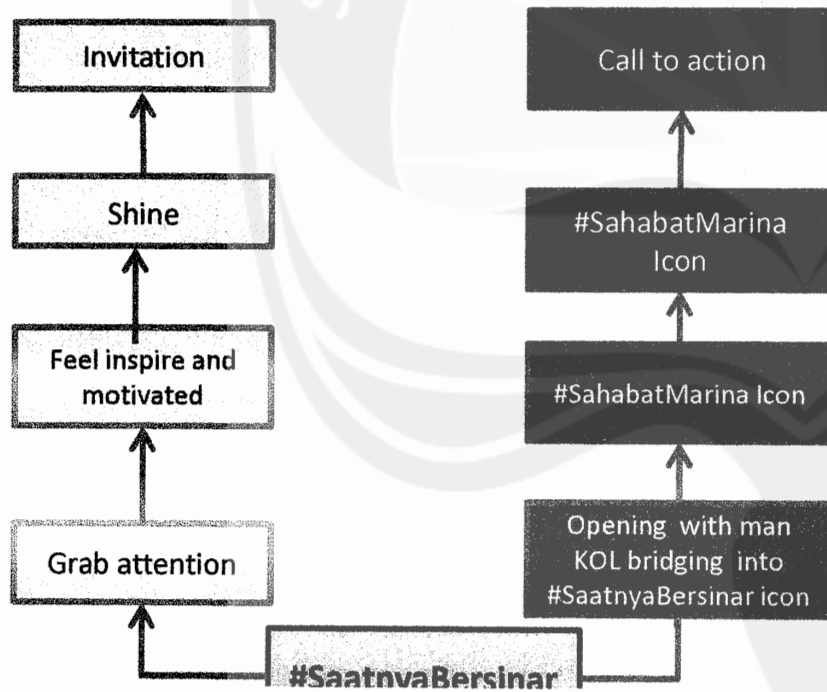 Invitation
Call to action
Shine
#SahabatMarina
Icon
Feel inspire and
motivated
#SahabatMarina Icon
Grab attention
Opening with man
KOL bridging into
#SaatnyaBersinar icon
#SaatnyaBersinar